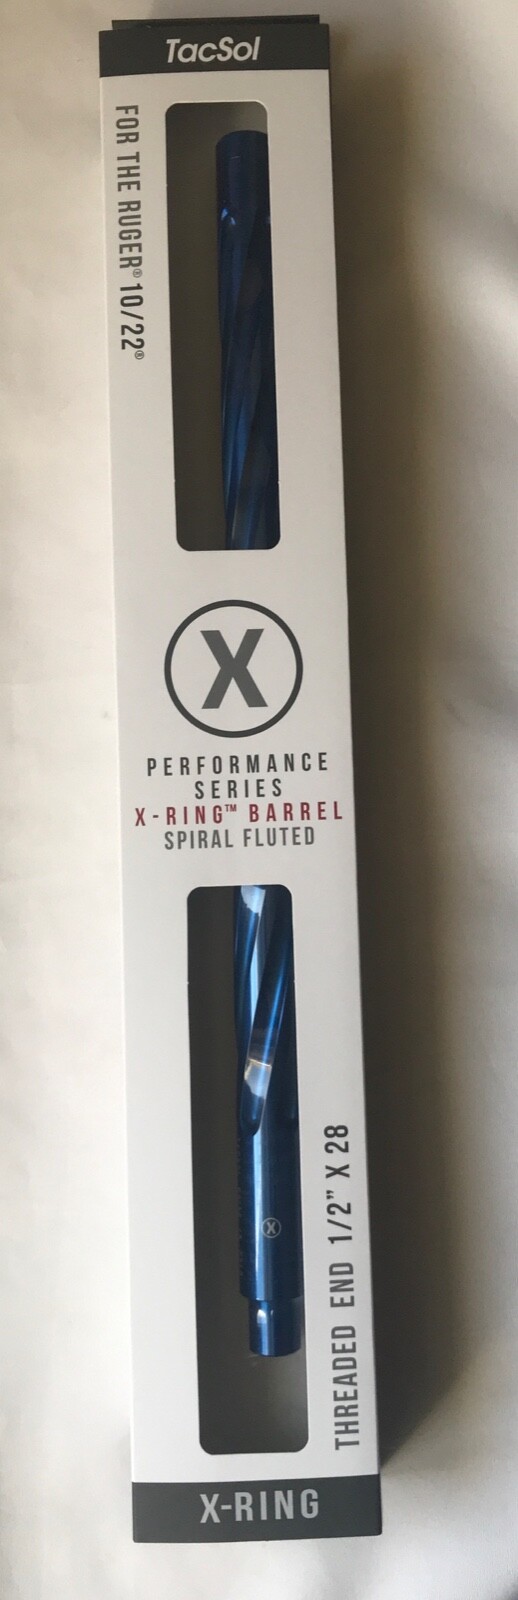 TacSol
FOR THE RUGER® 10/22®
X
PERFORMANCE
SERIES
X-RING™ BARREL
SPIRAL FLUTED
X
THREADED END 1/2” X 28
X-RING